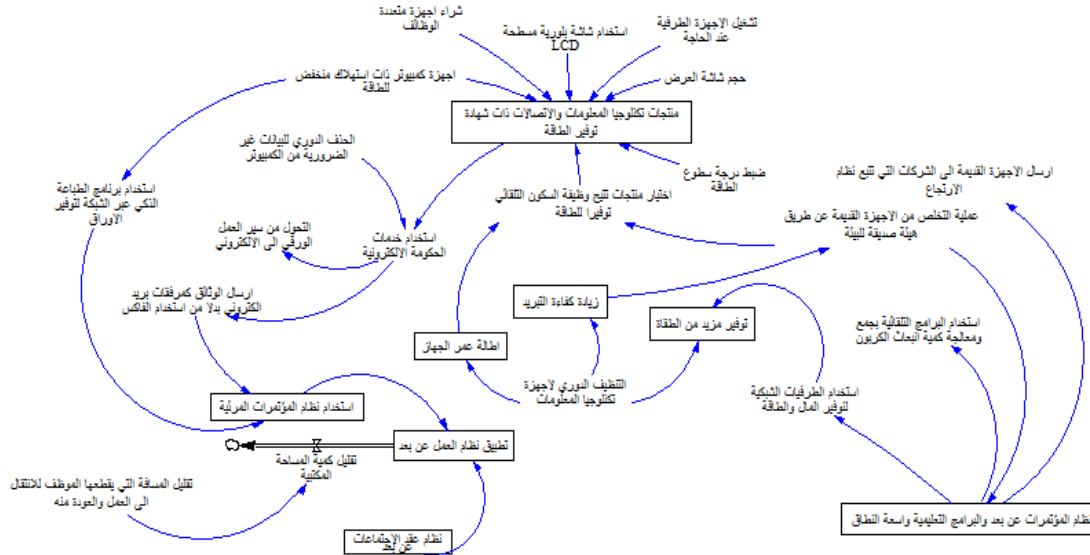 شراء اجهزة متعددة
الوظائف
استخدام شاشة بلورية مسطحة
LCD
تشغيل الاجهزة الطرفية
عند الحاجة
اجهزة كمبيوتر ذات استهلاك منخفض
للطاقة
حجم شاشة العرض
منتجات تكنلوجيا المعلومات والاتصالات ذات شهادة
توفير الطاقة
الحذف الدوري للبيانات غير
الضرورية من الكمبيوتر
ضبط درجة سطوع
الطاقة
ارسال الاجهزة القديمة الى الشركات التي تتبع نظام
الارتجاع
استخدام برنامج الطباعة
الذكي عبر الشبكة لتوفير
الاوراق
اختيار منتجات تتيح وظيفة السكون التلقائي
توفيرا للطاقة
عملية التخلص من الاجهزة القديمة عن طريق
هيئة صديقة للبيئة
التحول من سير العمل
الورقي الى الالكتروني
استخدام خدمات
الحكومة الالكترونية
ارسال الوثائق كمرفقات بريد
الكتروني بدلا من استخدام الفاكس
زيادة كفاءة التبريد
توفير مزيد من الطقاة
استخدام البرامج التلقائية بجمع
ومعالجة كمية انبعاث الكربون
اطالة عمر الجهاز
التنظيف الدوري لاجهزة
تكنلوجيا المعلومات
استخدام الطرفيات الشبكية
لتوفير المال والطاقة
استخدام نظام المؤتمرات المرئية
تطبيق نظام العمل عن بعد
تقليل كمية المساحة
المكتبية
تقليل المسافة التي يقطعها الموظف للانتقال
الى العمل والعودة منه
نظام عقد الاجتماعات
عن بعد
نظام المؤتمرات عن بعد والبرامج التعليمية واسعة النطاق